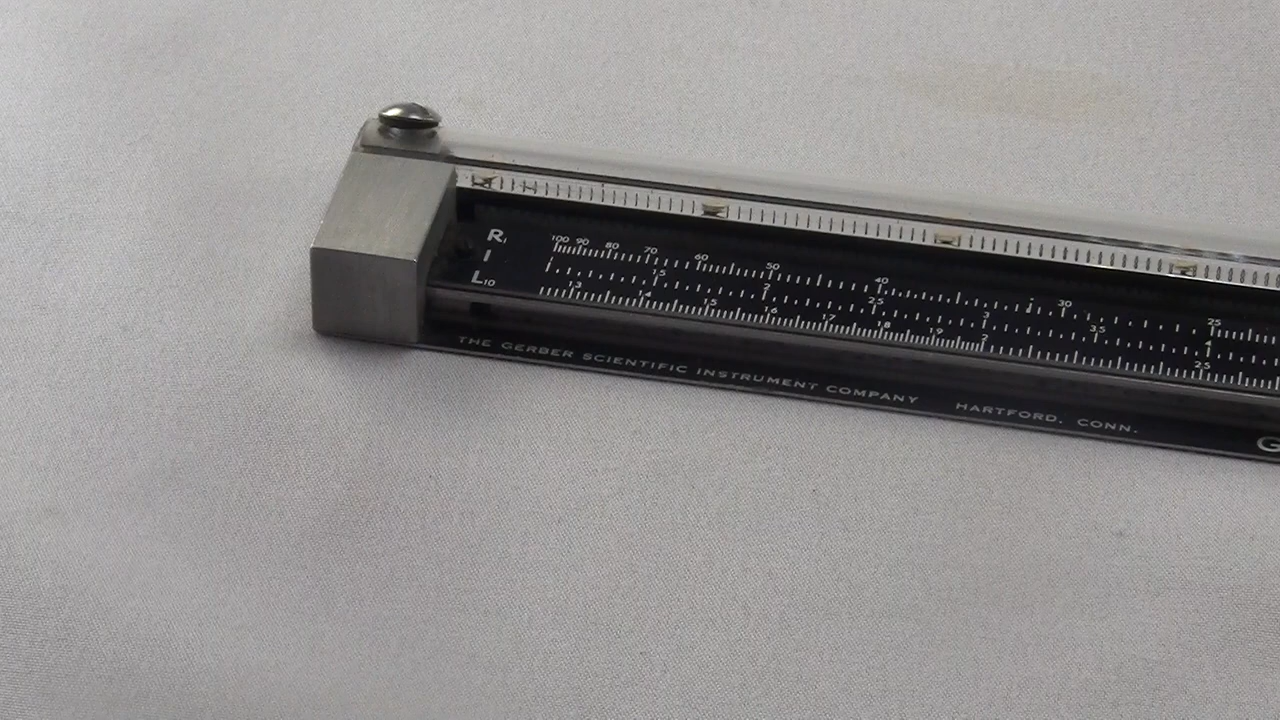 R₁ 100 90 80 70 60 50 40 30 25
I 15 2 25 3 35 4
L₁₀ 13 14 15 16 17 18 19 2 25
THE GERBER SCIENTIFIC INSTRUMENT COMPANY HARTFORD, CONN. G